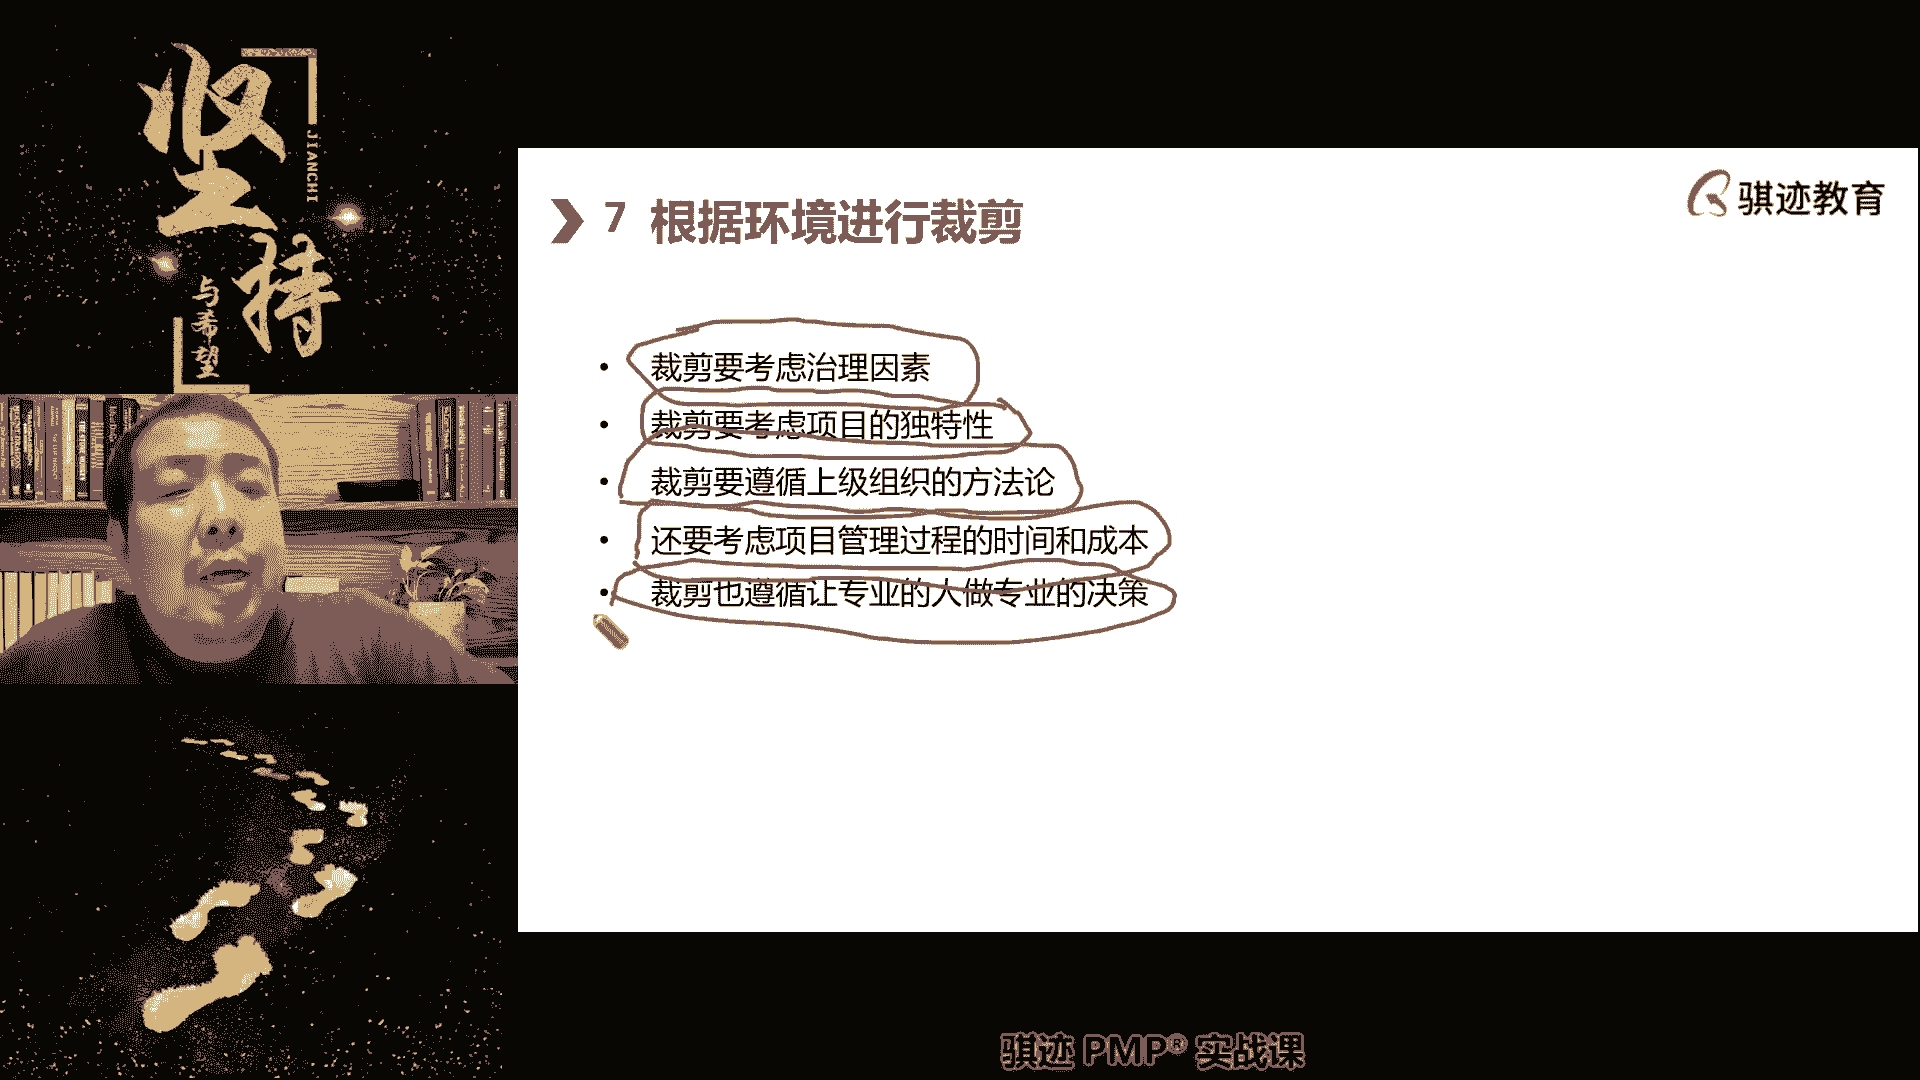 坚持
JIANCHI
与希望
骐迹教育
7 根据环境进行裁剪
• 裁剪要考虑治理因素
• 裁剪要考虑项目的独特性
• 裁剪要遵循上级组织的方法论
• 还要考虑项目管理过程的时间和成本
• 裁剪也遵循让专业的人做专业的决策
骐迹 PMP® 实战课